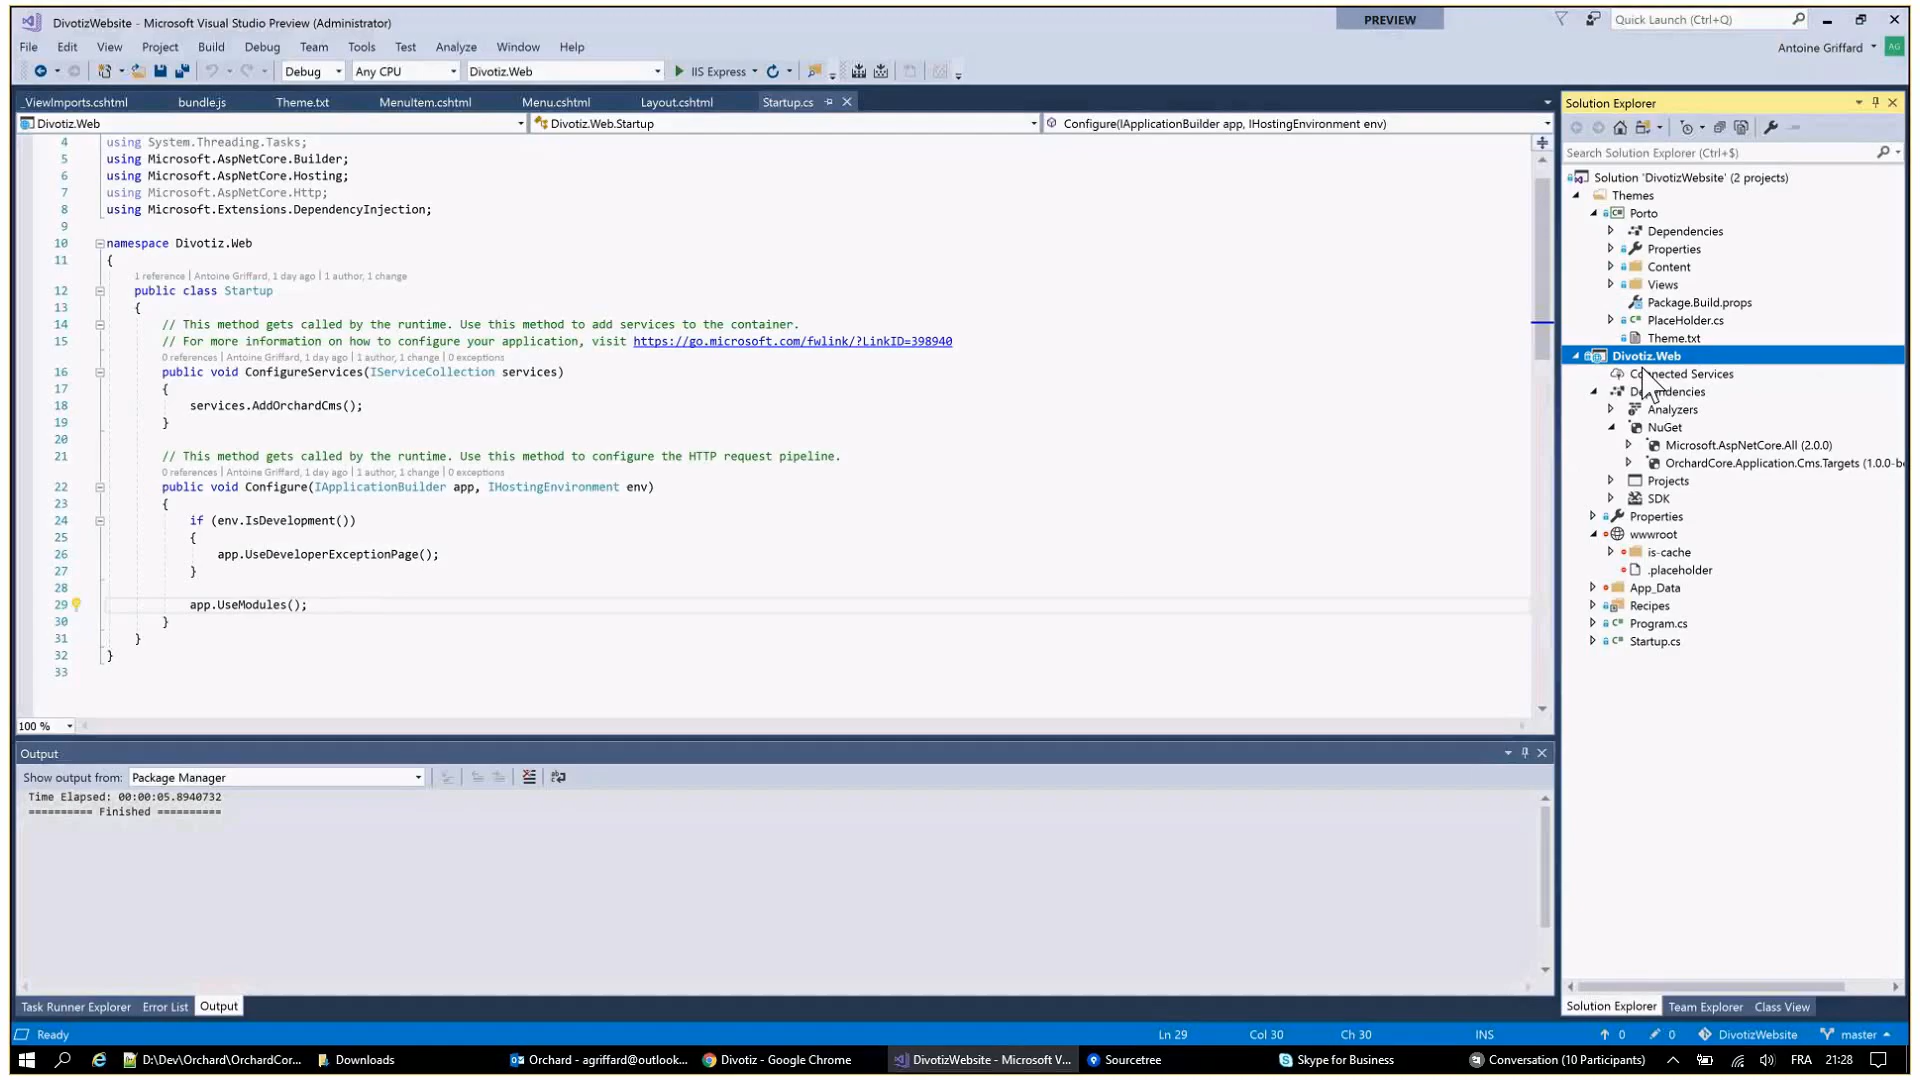 DivotizWebsite - Microsoft Visual Studio Preview (Administrator)
PREVIEW
Quick Launch (Ctrl+Q)
File Edit View Project Build Debug Team Tools Test Analyze Window Help
Antoine Griffard
AG
Debug Any CPU Divotiz.Web IIS Express
_ViewImports.cshtml bundle.js Theme.txt MenuItem.cshtml Menu.cshtml Layout.cshtml Startup.cs
Divotiz.Web Divotiz.Web.Startup Configure(IApplicationBuilder app, IHostingEnvironment env)
4 using System.Threading.Tasks;
5 using Microsoft.AspNetCore.Builder;
6 using Microsoft.AspNetCore.Hosting;
7 using Microsoft.AspNetCore.Http;
8 using Microsoft.Extensions.DependencyInjection;
9
10 namespace Divotiz.Web
11 {
1 reference | Antoine Griffard, 1 day ago | 1 author, 1 change
12 public class Startup
13 {
14 // This method gets called by the runtime. Use this method to add services to the container.
15 // For more information on how to configure your application, visit https://go.microsoft.com/fwlink/?LinkID=398940
0 references | Antoine Griffard, 1 day ago | 1 author, 1 change | 0 exceptions
16 public void ConfigureServices(IServiceCollection services)
17 {
18 services.AddOrchardCms();
19 }
20
21 // This method gets called by the runtime. Use this method to configure the HTTP request pipeline.
0 references | Antoine Griffard, 1 day ago | 1 author, 1 change | 0 exceptions
22 public void Configure(IApplicationBuilder app, IHostingEnvironment env)
23 {
24 if (env.IsDevelopment())
25 {
26 app.UseDeveloperExceptionPage();
27 }
28
29 app.UseModules();
30 }
31 }
32 }
33
100 %
Output
Show output from: Package Manager
Time Elapsed: 00:00:05.8940732
========== Finished ==========
Task Runner Explorer Error List Output
Solution Explorer
Search Solution Explorer (Ctrl+$)
Solution 'DivotizWebsite' (2 projects)
Themes
Porto
Dependencies
Properties
Content
Views
Package.Build.props
PlaceHolder.cs
Theme.txt
Divotiz.Web
Connected Services
Dependencies
Analyzers
NuGet
Microsoft.AspNetCore.All (2.0.0)
OrchardCore.Application.Cms.Targets (1.0.0-be
Projects
SDK
Properties
wwwroot
is-cache
.placeholder
App_Data
Recipes
Program.cs
Startup.cs
Solution Explorer Team Explorer Class View
Ready Ln 29 Col 30 Ch 30 INS 0 0 DivotizWebsite master
D:\Dev\Orchard\OrchardCor... Downloads Orchard - agriffard@outlook... Divotiz - Google Chrome DivotizWebsite - Microsoft V... Sourcetree Skype for Business Conversation (10 Participants) FRA 21:28